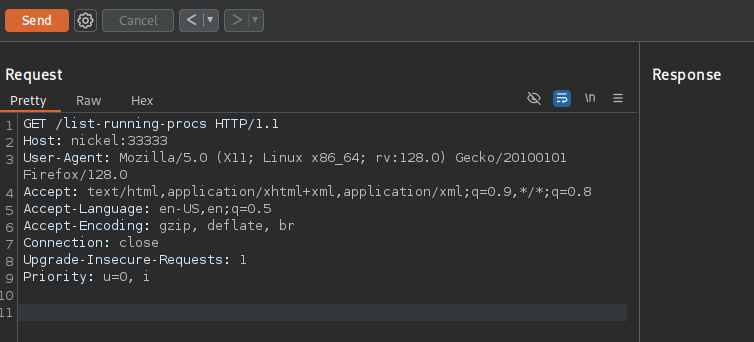 Send Cancel < >
Request
Response
Pretty Raw Hex \n
1 GET /list-running-procs HTTP/1.1
2 Host: nickel:33333
3 User-Agent: Mozilla/5.0 (X11; Linux x86_64; rv:128.0) Gecko/20100101
Firefox/128.0
4 Accept: text/html,application/xhtml+xml,application/xml;q=0.9,*/*;q=0.8
5 Accept-Language: en-US,en;q=0.5
6 Accept-Encoding: gzip, deflate, br
7 Connection: close
8 Upgrade-Insecure-Requests: 1
9 Priority: u=0, i
10
11